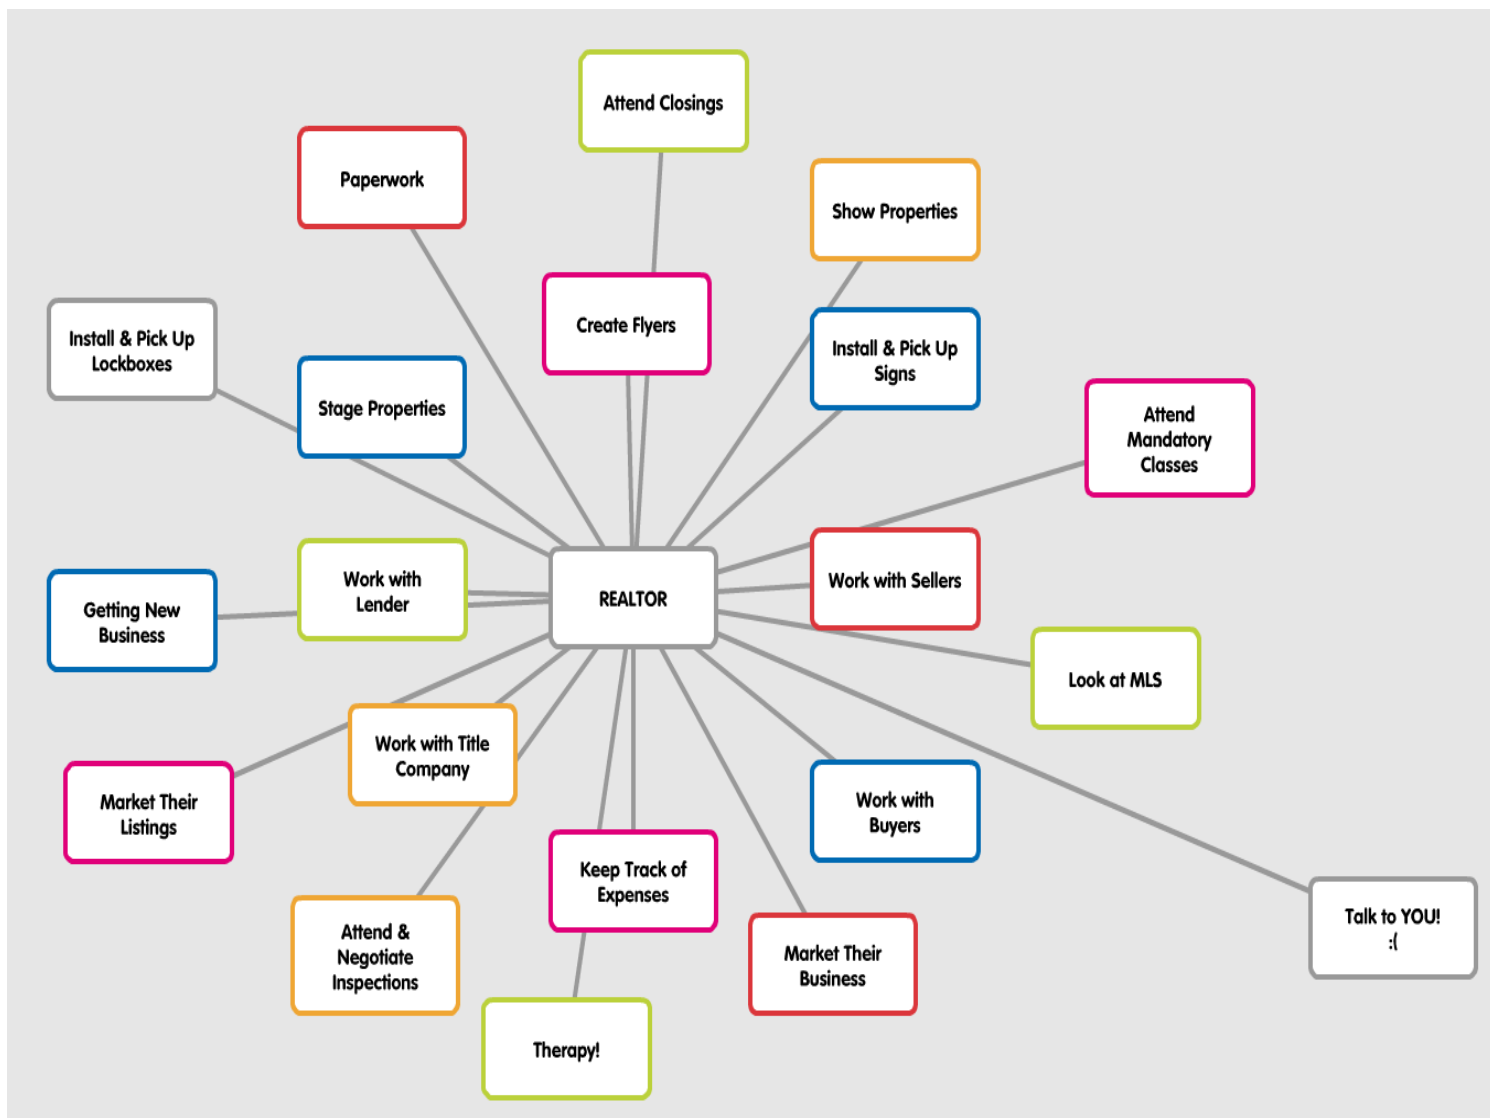 Attend Closings
Paperwork
Show Properties
Create Flyers
Install & Pick Up
Lockboxes
Install & Pick Up
Signs
Stage Properties
Attend
Mandatory
Classes
Work with
Lender
REALTOR
Work with Sellers
Getting New
Business
Look at MLS
Work with Title
Company
Market Their
Listings
Work with
Buyers
Keep Track of
Expenses
Talk to YOU!
:(
Attend &
Negotiate
Inspections
Market Their
Business
Therapy!